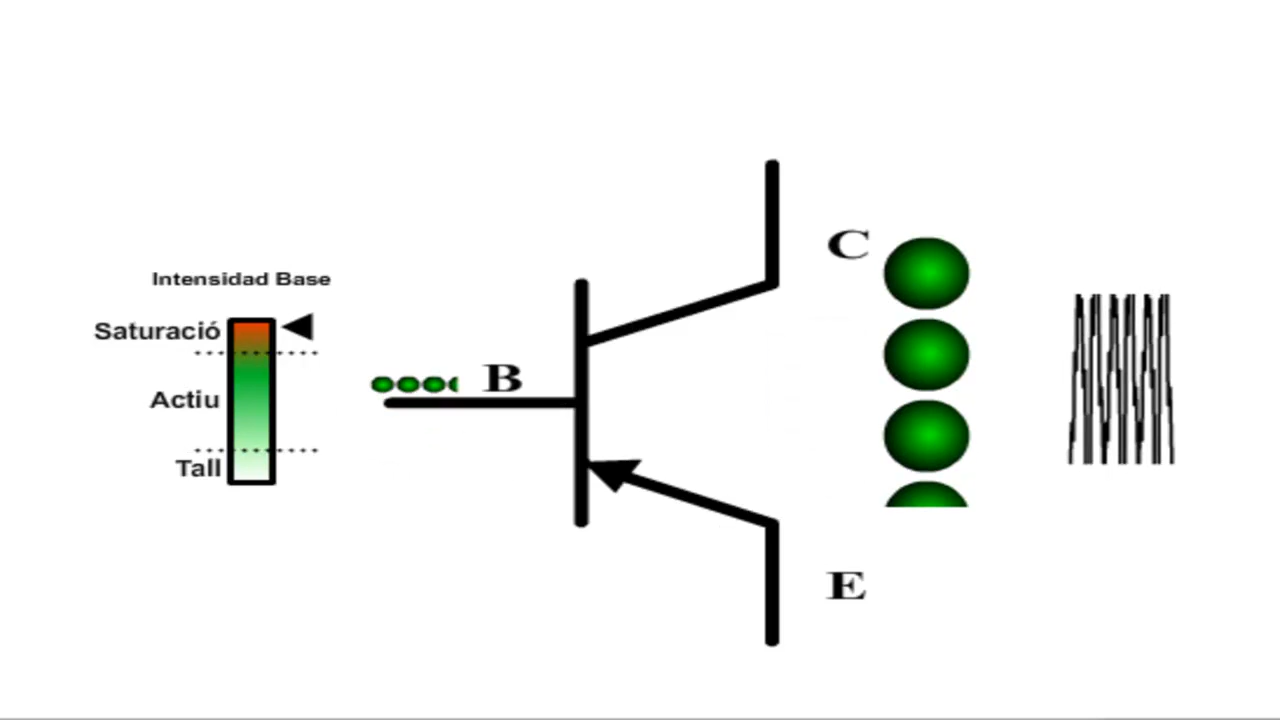 Intensidad Base
Saturació
Actiu
Tall
B
C
E